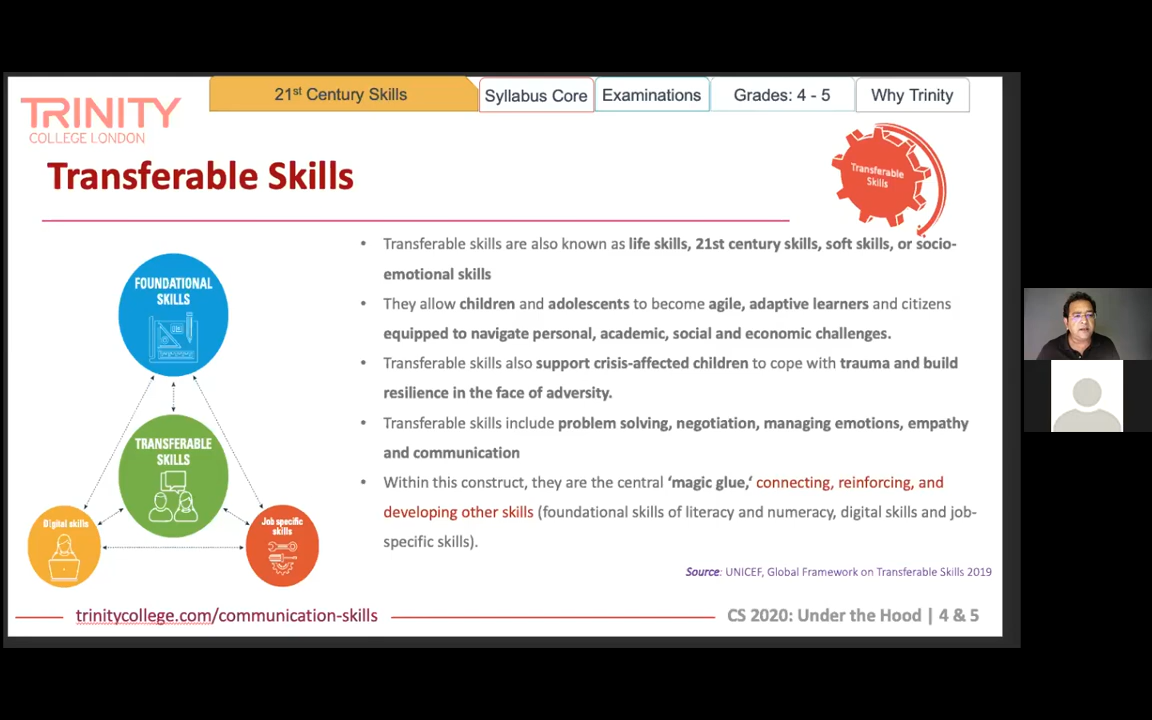 21st Century Skills
Syllabus Core
Examinations
Grades: 4 - 5
Why Trinity
TRINITY
COLLEGE LONDON
Transferable Skills
Transferable
Skills
FOUNDATIONAL
SKILLS
TRANSFERABLE
SKILLS
Digital skills
Job specific
skills
• Transferable skills are also known as life skills, 21st century skills, soft skills, or socio-
emotional skills
• They allow children and adolescents to become agile, adaptive learners and citizens
equipped to navigate personal, academic, social and economic challenges.
• Transferable skills also support crisis-affected children to cope with trauma and build
resilience in the face of adversity.
• Transferable skills include problem solving, negotiation, managing emotions, empathy
and communication
• Within this construct, they are the central ‘magic glue,‘ connecting, reinforcing, and
developing other skills (foundational skills of literacy and numeracy, digital skills and job-
specific skills).
Source: UNICEF, Global Framework on Transferable Skills 2019
trinitycollege.com/communication-skills
CS 2020: Under the Hood | 4 & 5